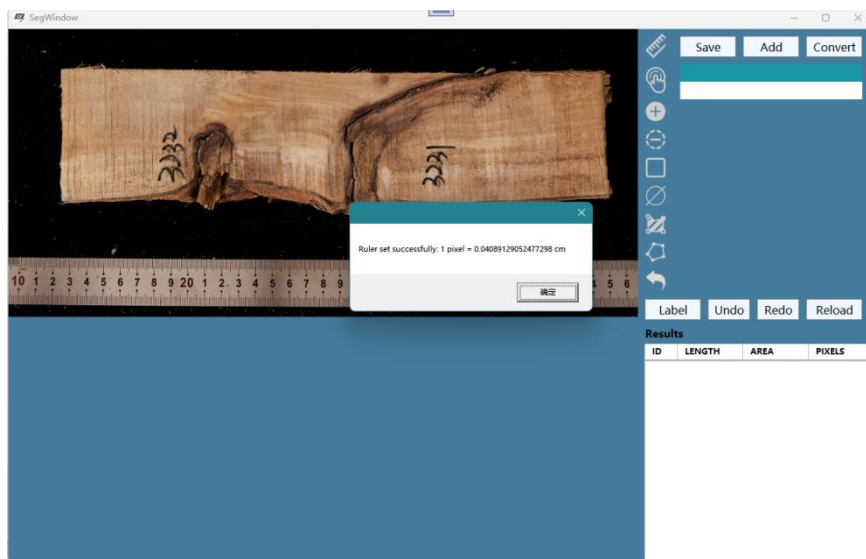 SegWindow
Save Add Convert
3232
3231
Ruler set successfully: 1 pixel = 0.04089129052477298 cm
确定
10 1 2 3 4 5 6 7 8 9 20 1 2 3 4 5 6 7 8 9
5 6
Label Undo Redo Reload
Results
ID LENGTH AREA PIXELS